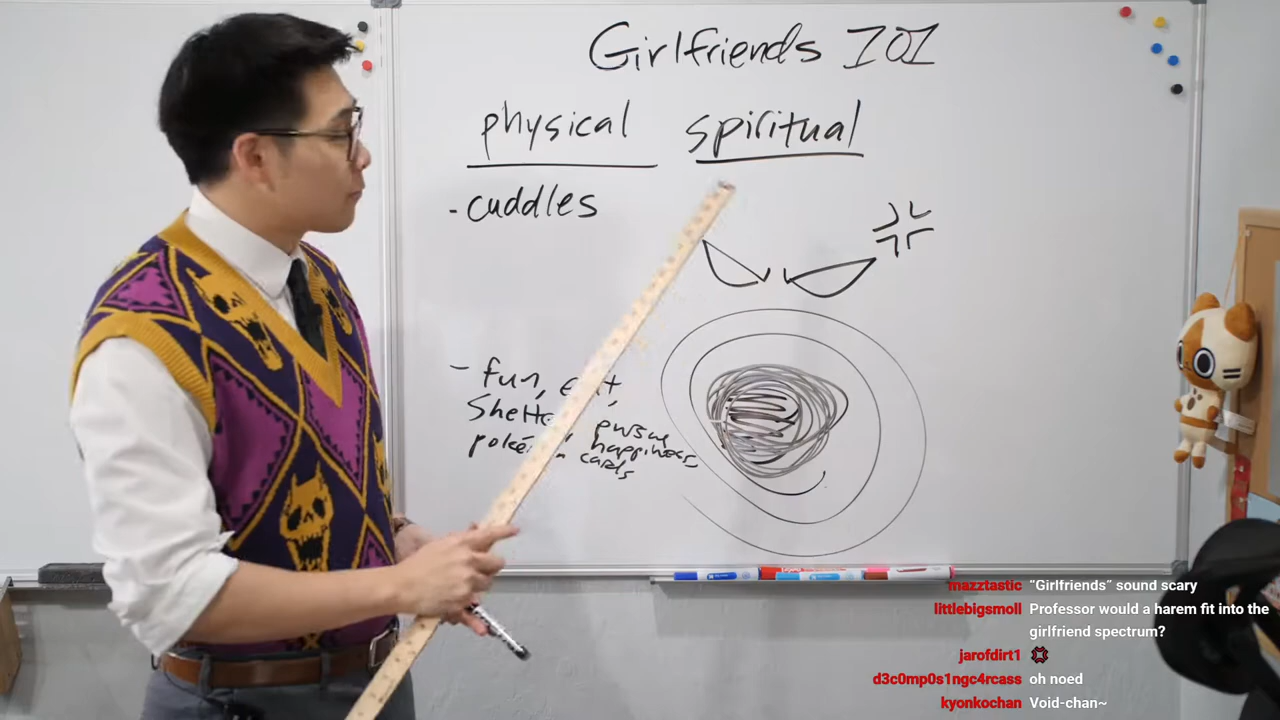 Girlfriends 101
physical spiritual
- cuddles
- fun, eat,
pursue
happiness,
cards
mazztastic "Girlfriends" sound scary
littlebigsmoll Professor would a harem fit into the
girlfriend spectrum?
jarofdirt1
d3c0mp0s1ngc4rcass oh noed
kyonkochan Void-chan~